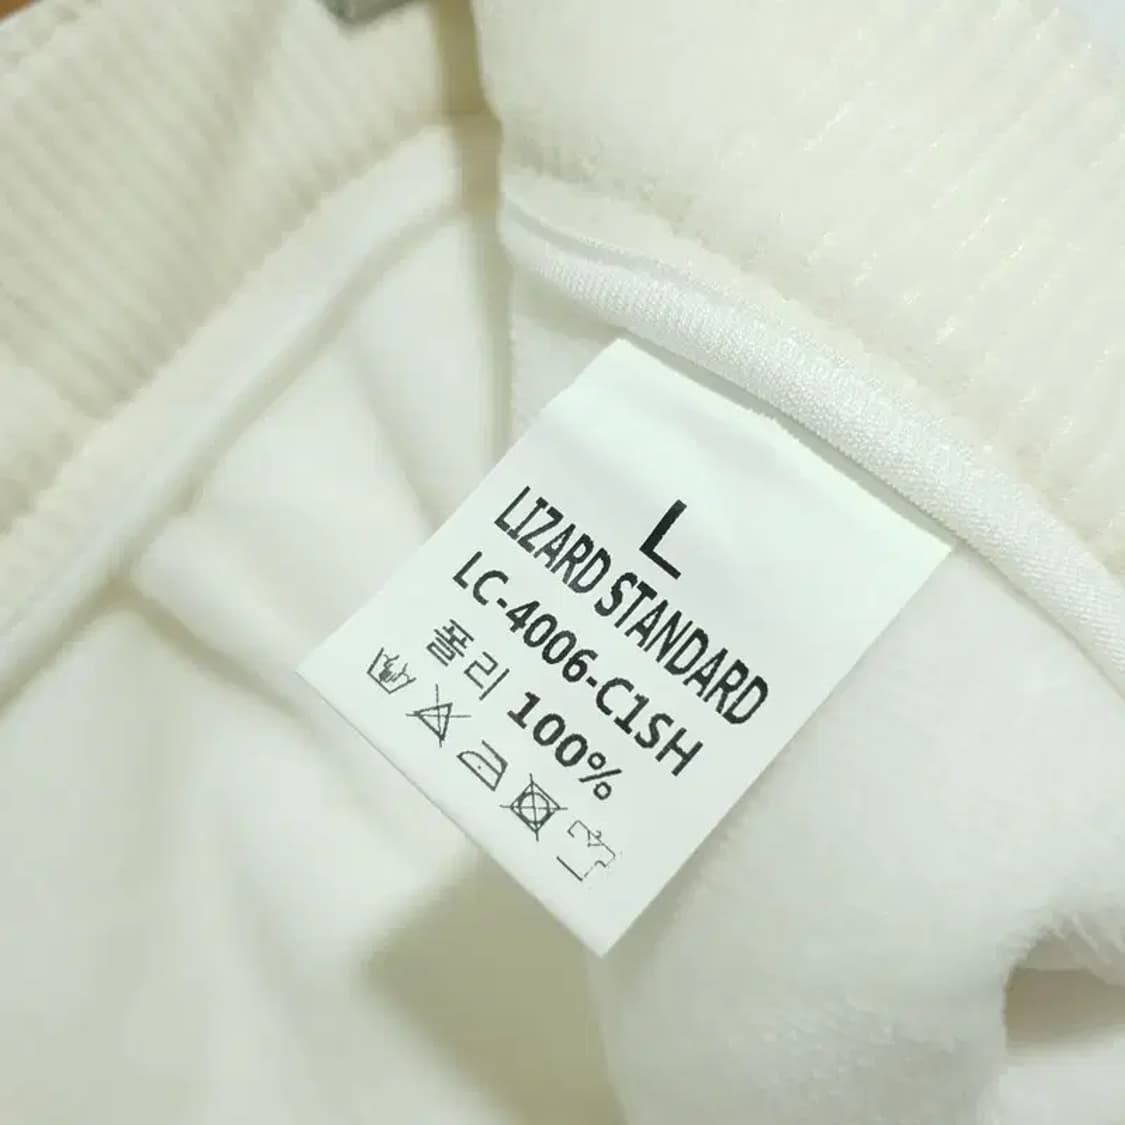 L
LIZARD STANDARD
LC-4006-C1SH
폴리 100%